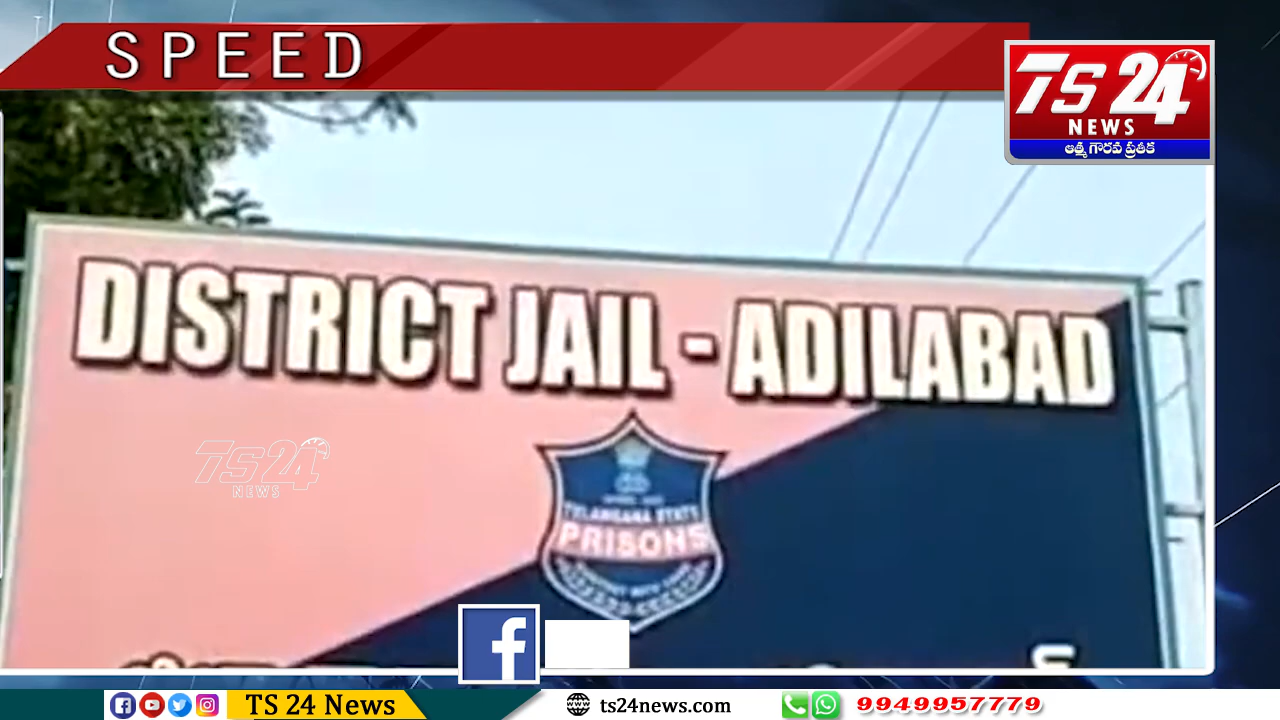 SPEED
TS 24
NEWS
ఆత్మ గౌరవ ప్రతీక
DISTRICT JAIL - ADILABAD
TS 24
NEWS
TELANGANA STATE
PRISONS
f
TS 24 News
ts24news.com
9949957779